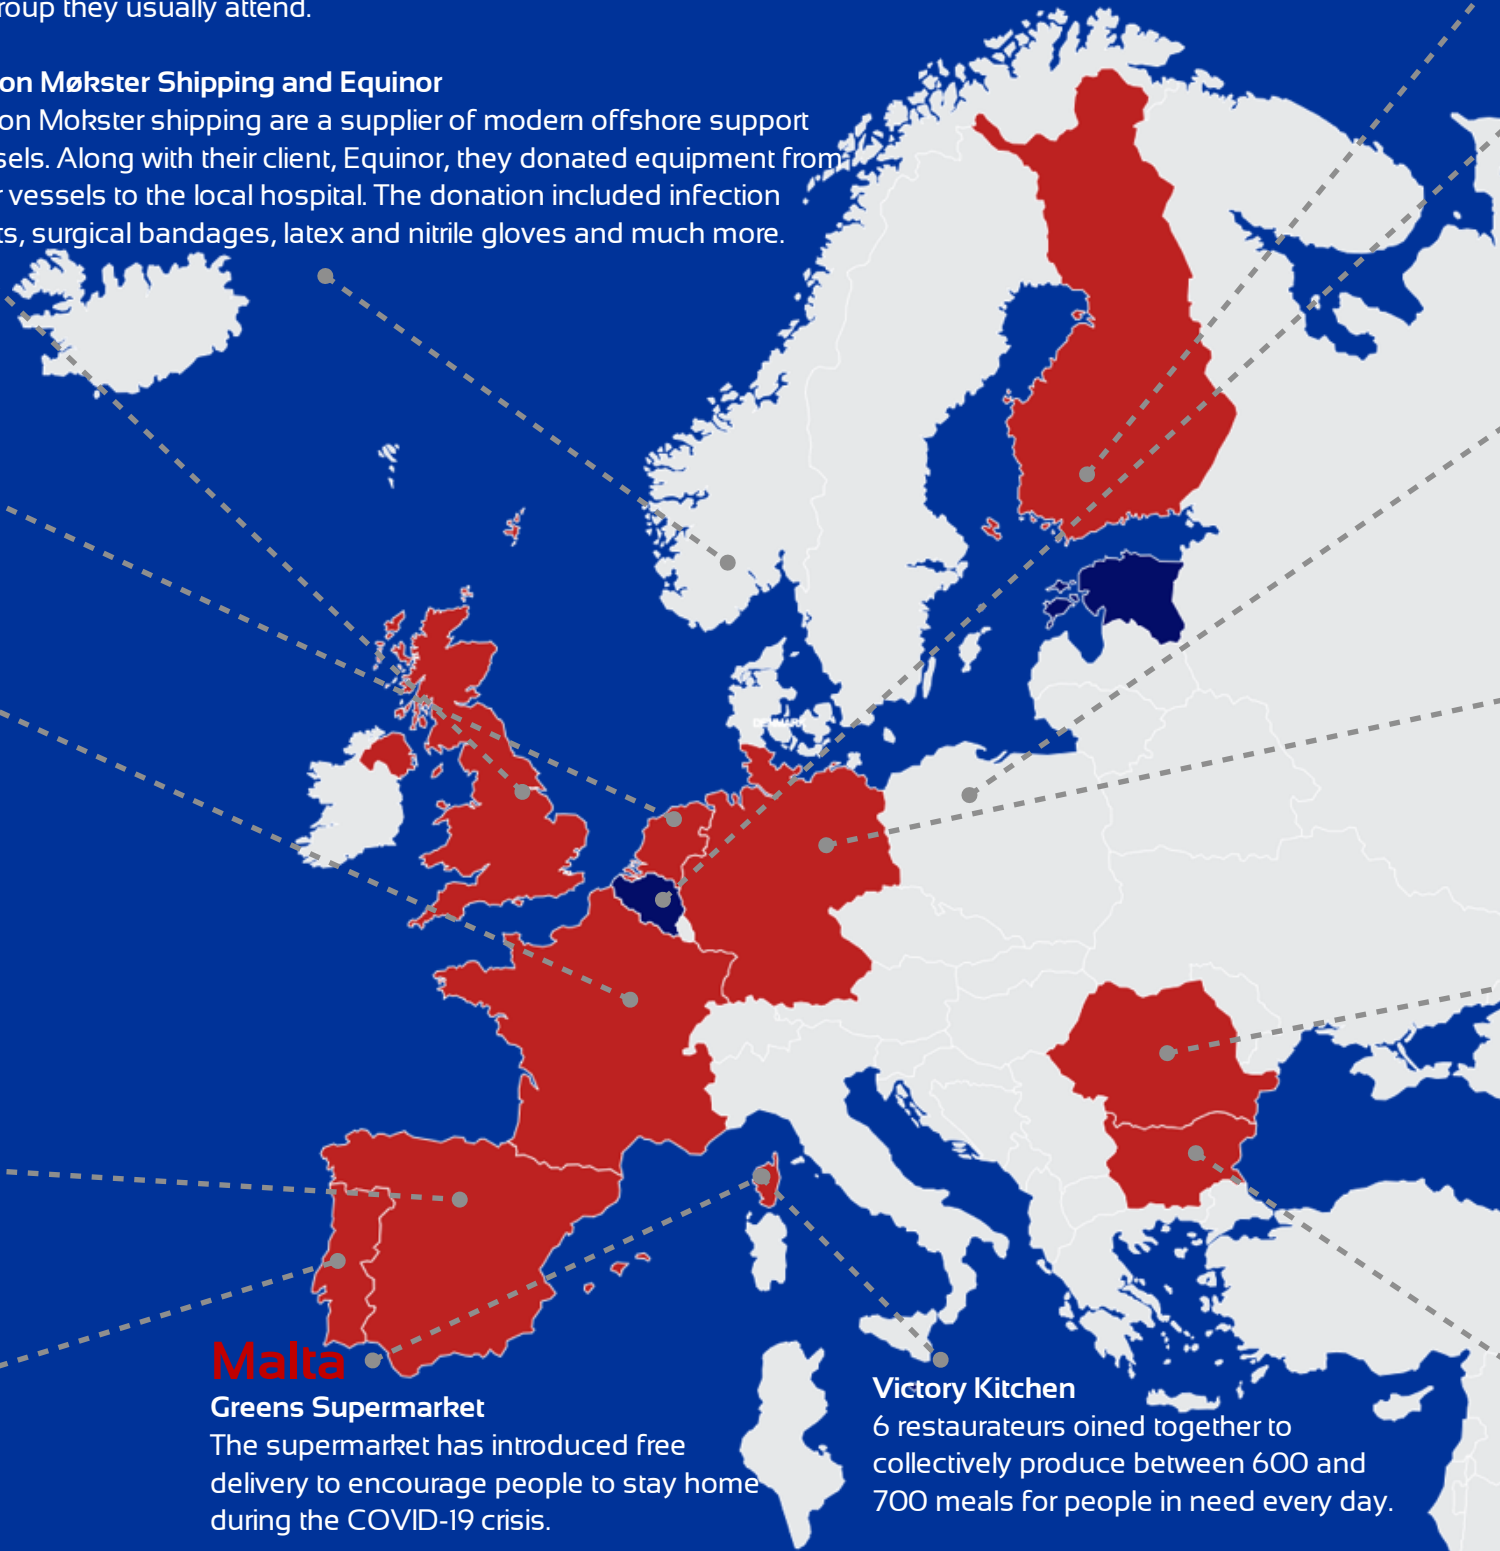 roup they usually attend.
on Møkster Shipping and Equinor
on Mokster shipping are a supplier of modern offshore support
sels. Along with their client, Equinor, they donated equipment from
r vessels to the local hospital. The donation included infection
ts, surgical bandages, latex and nitrile gloves and much more.
DENMARK
Malta
Greens Supermarket
The supermarket has introduced free
delivery to encourage people to stay home
during the COVID-19 crisis.
Victory Kitchen
6 restaurateurs oined together to
collectively produce between 600 and
700 meals for people in need every day.